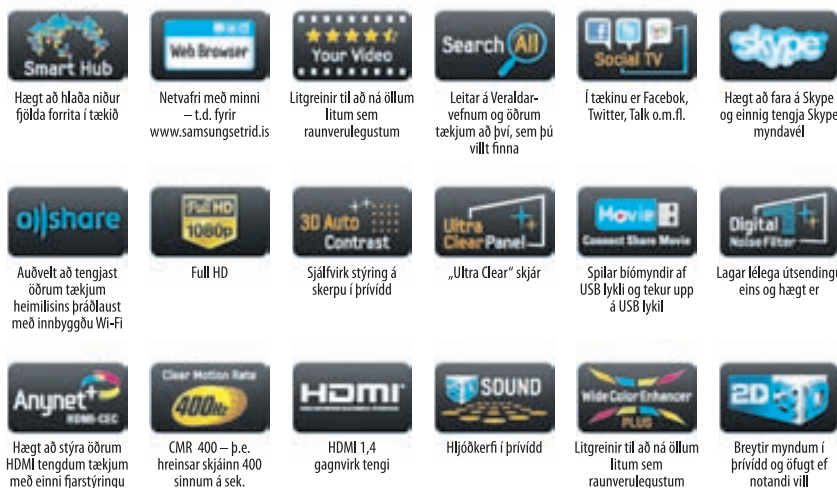 Smart Hub
Hægt að hlaða niður
fjölda forrita í tækið
Web Browser
Netvafri með minni
– t.d. fyrir
www.samsungsetrid.is
Your Video
Litgreinir til að ná öllum
litum sem
raunverulegustum
Search All
Leitar á Veraldar-
vefnum og öðrum
tækjum að því, sem þú
villt finna
Social TV
Í tækinu er Facebok,
Twitter, Talk o.m.fl.
skype
Hægt að fara á Skype
og einnig tengja Skype
myndavél
allshare
Auðvelt að tengjast
öðrum tækjum
heimilisins þráðlaust
með innbyggðu Wi-Fi
Full HD
1080p
Full HD
3D Auto
Contrast
Sjálfvirk stýring á
skerpu í þrívídd
Ultra
Clear Panel
„Ultra Clear“ skjár
Movie
Connect Share Movie
Spilar bíómyndir af
USB lykli og tekur upp
á USB lykil
Digital
Noise Filter
Lagar lélega útsendingu
eins og hægt er
Anynet+
HDMI-CEC
Hægt að stýra öðrum
HDMI tengdum tækjum
með einni fjarstýringu
Clear Motion Rate
400Hz
CMR 400 – þ.e.
hreinsar skjáinn 400
sinnum á sek.
HDMI
HDMI 1,4
gagnvirk tengi
3D SOUND
Hljóðkerfi í þrívídd
Wide Color Enhancer
PLUS
Litgreinir til að ná öllum
litum sem
raunverulegustum
2D 3D
Breytir myndum í
þrívídd og öfugt ef
notandi vill